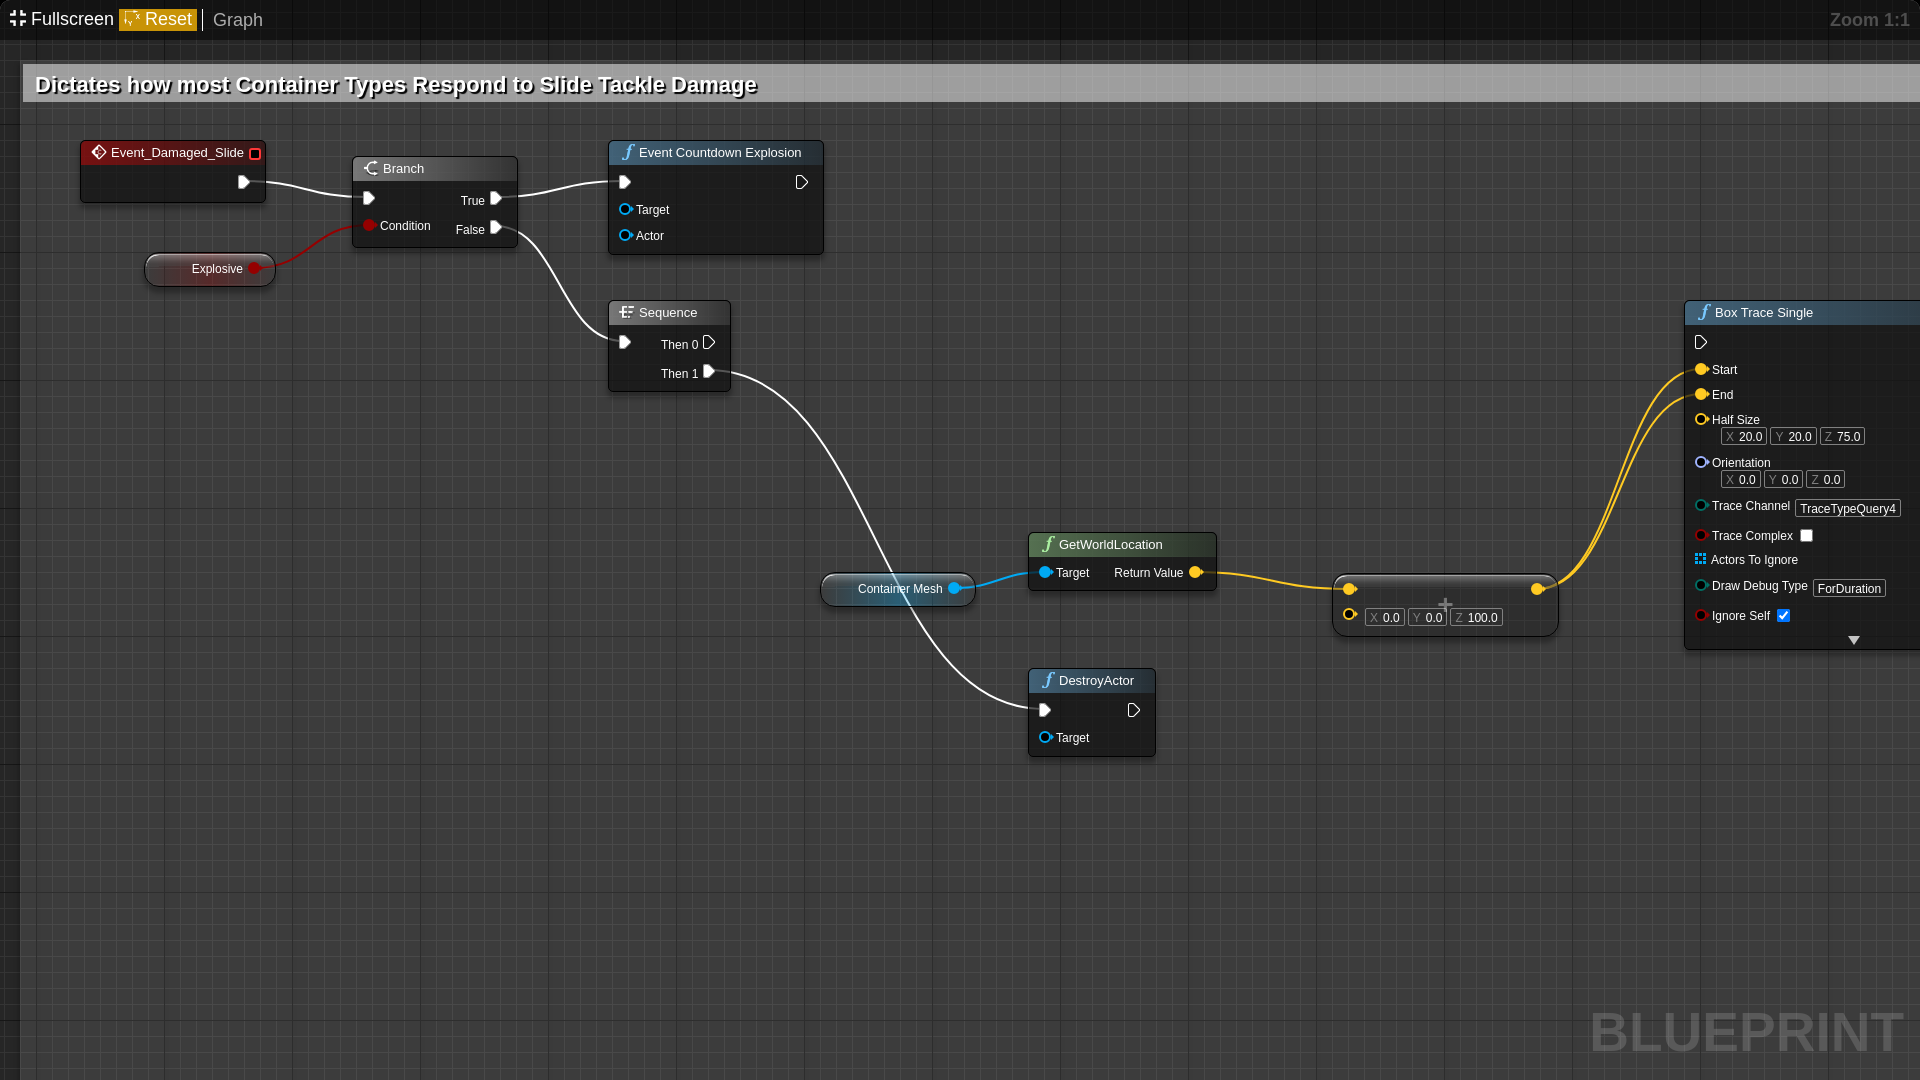 Fullscreen Reset Graph Zoom 1:1
Dictates how most Container Types Respond to Slide Tackle Damage
Event_Damaged_Slide
Branch
True
Condition
False
Explosive
Event Countdown Explosion
Target
Actor
Sequence
Then 0
Then 1
Container Mesh
GetWorldLocation
Target Return Value
X 0.0 Y 0.0 Z 100.0
DestroyActor
Target
Box Trace Single
Start
End
Half Size
X 20.0 Y 20.0 Z 75.0
Orientation
X 0.0 Y 0.0 Z 0.0
Trace Channel TraceTypeQuery4
Trace Complex
Actors To Ignore
Draw Debug Type ForDuration
Ignore Self
BLUEPRINT